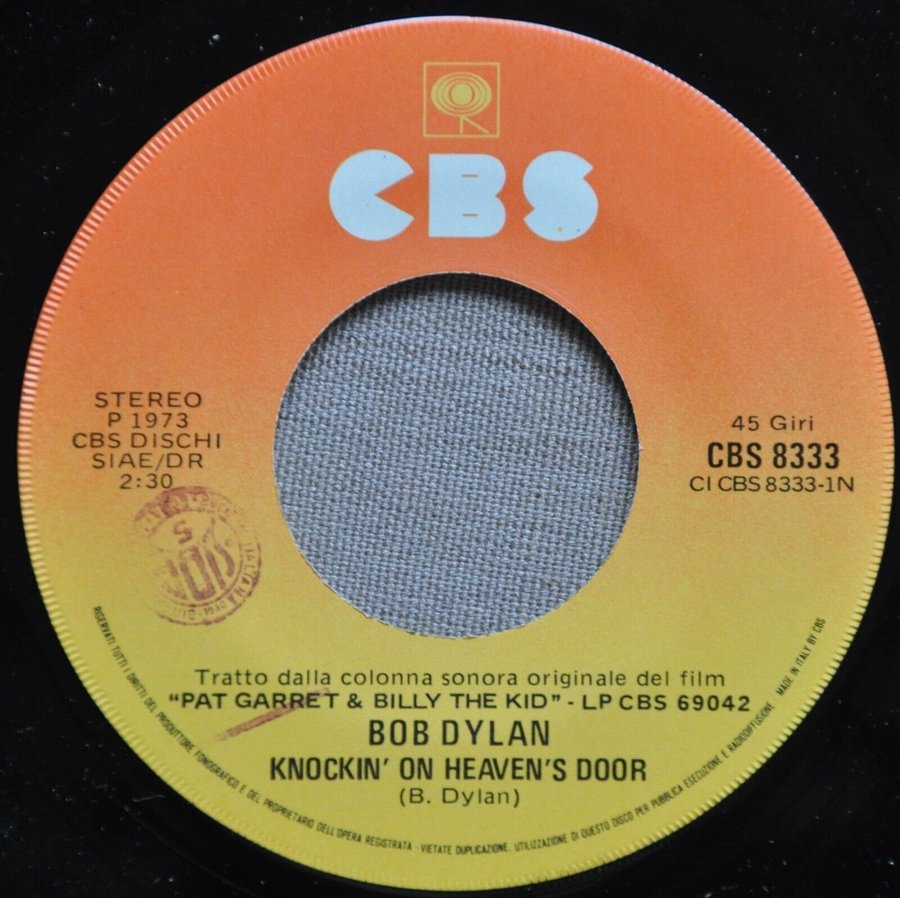 CBS
STEREO
P 1973
CBS DISCHI
SIAE/DR
2:30
45 Giri
CBS 8333
CI CBS 8333-1N
Tratto dalla colonna sonora originale del film
"PAT GARRET & BILLY THE KID" - LP CBS 69042
BOB DYLAN
KNOCKIN' ON HEAVEN'S DOOR
(B. Dylan)
RISERVATI TUTTI I DIRITTI DEL PRODUTTORE FONOGRAFICO E DEL PROPRIETARIO DELL'OPERA REGISTRATA - VIETATE DUPLICAZIONE, UTILIZZAZIONE DI QUESTO DISCO PER PUBBLICA ESECUZIONE E RADIODIFFUSIONE. MADE IN ITALY BY CBS